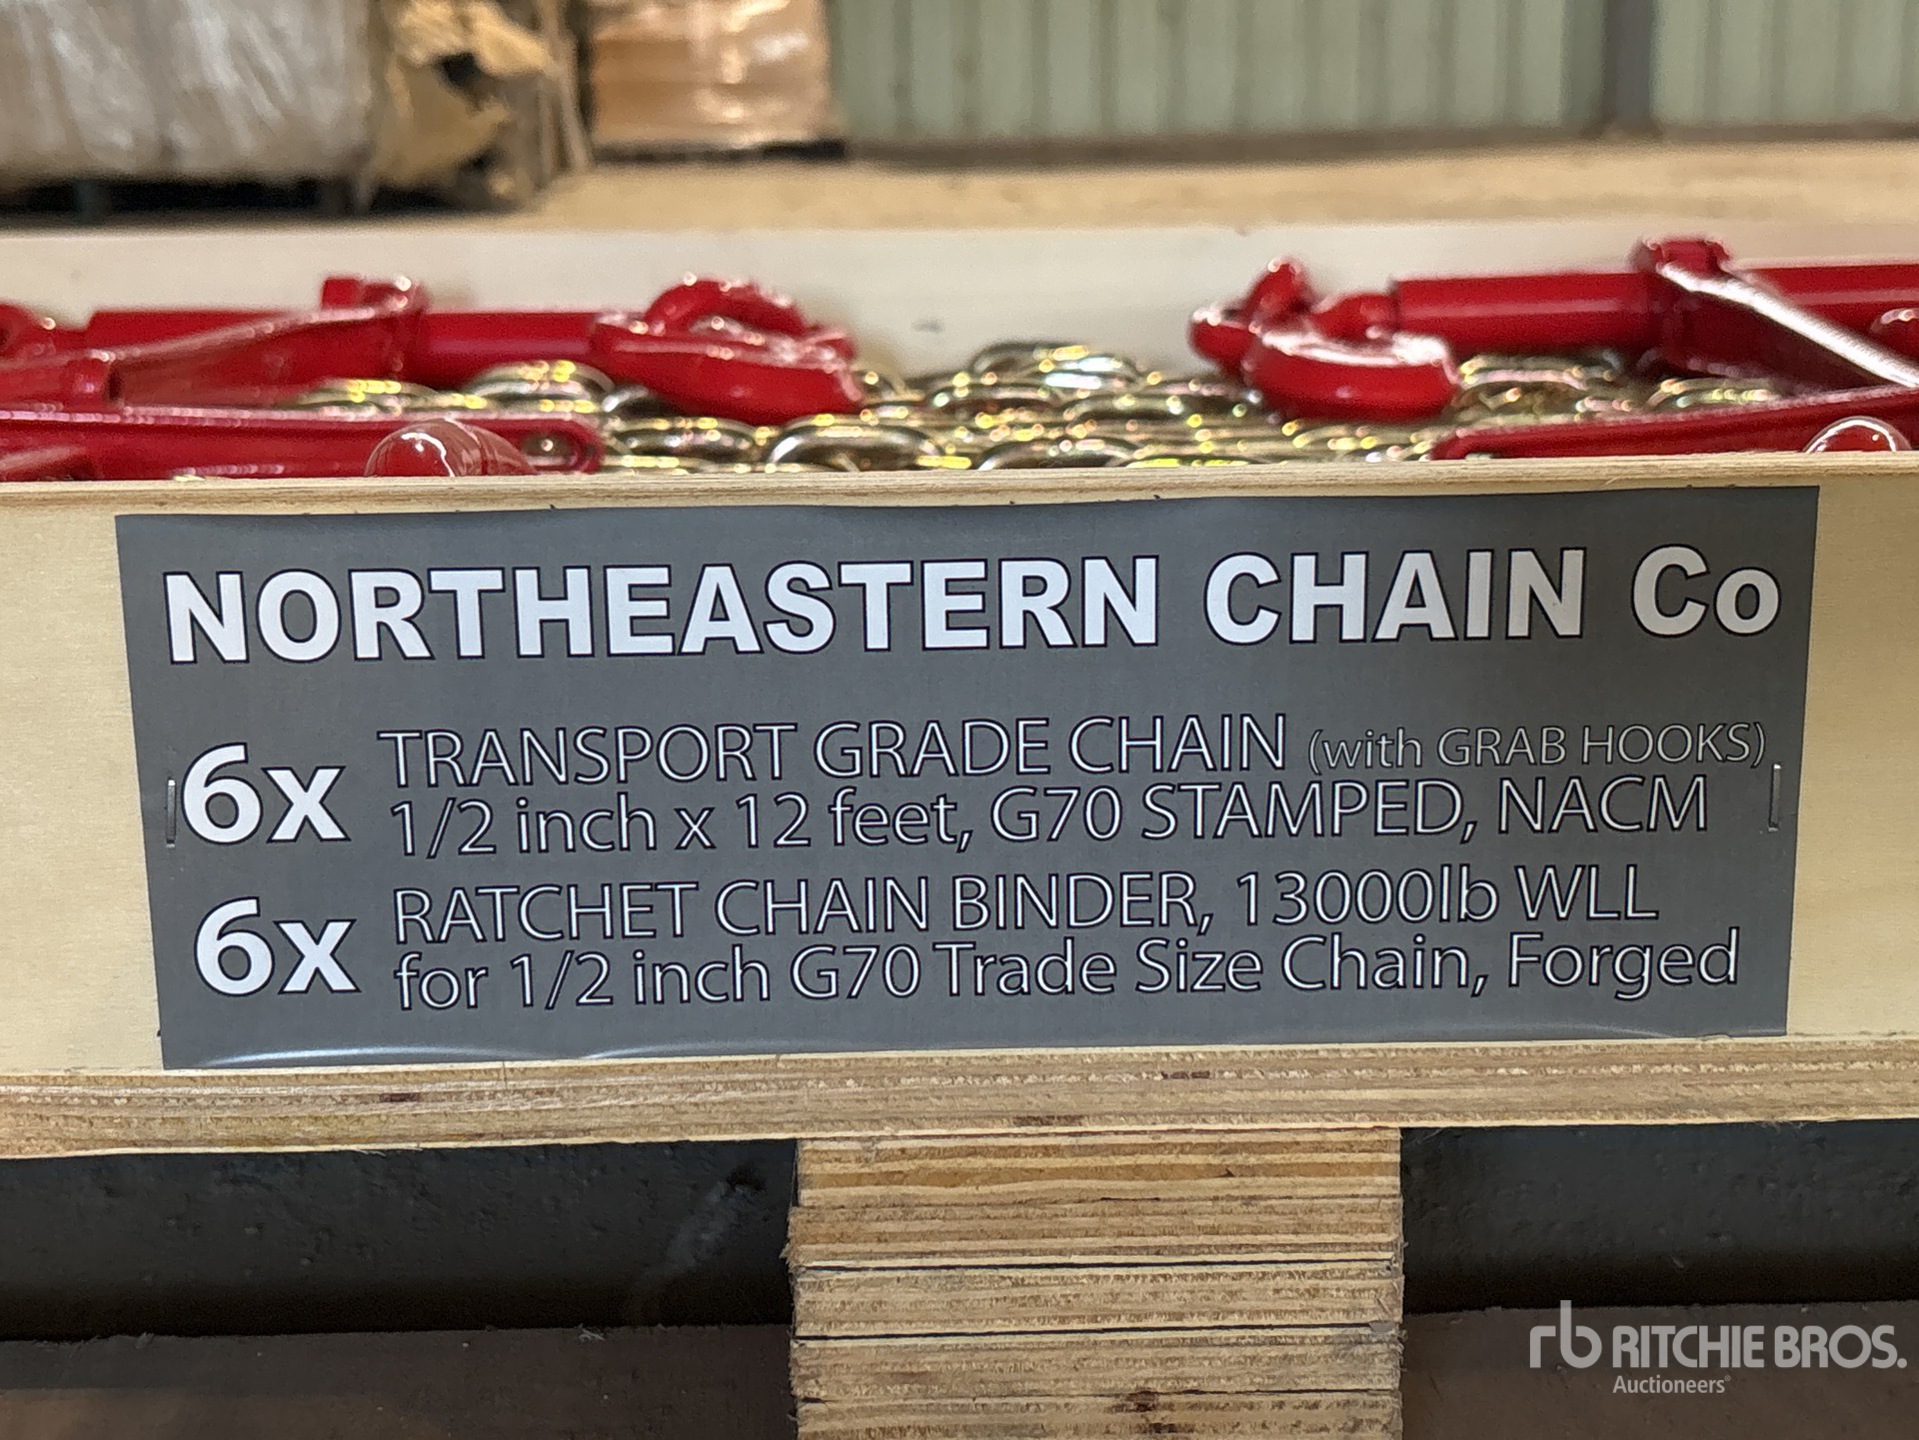 NORTHEASTERN CHAIN Co
6x TRANSPORT GRADE CHAIN (with GRAB HOOKS)
1/2 inch x 12 feet, G70 STAMPED, NACM
6x RATCHET CHAIN BINDER, 13000lb WLL
for 1/2 inch G70 Trade Size Chain, Forged
rb RITCHIE BROS.
Auctioneers